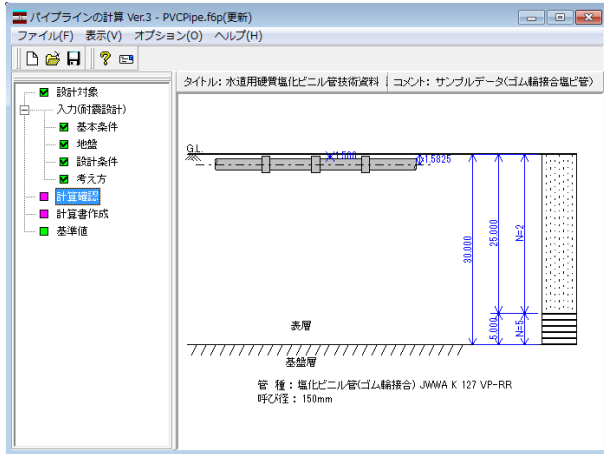 パイプラインの計算 Ver.3 - PVCPipe.f6p(更新)
ファイル(F) 表示(V) オプション(O) ヘルプ(H)
タイトル: 水道用硬質塩化ビニル管技術資料 コメント: サンプルデータ(ゴム輪接合塩ビ管)
設計対象
入力(耐震設計)
基本条件
地盤
設計条件
考え方
計算確認
計算書作成
基準値
G.L.
1.500
1.5825
30.000
25.000
N=2
5.000
N=5
表層
基盤層
管 種 : 塩化ビニル管(ゴム輪接合) JWWA K 127 VP-RR
呼び径 : 150mm